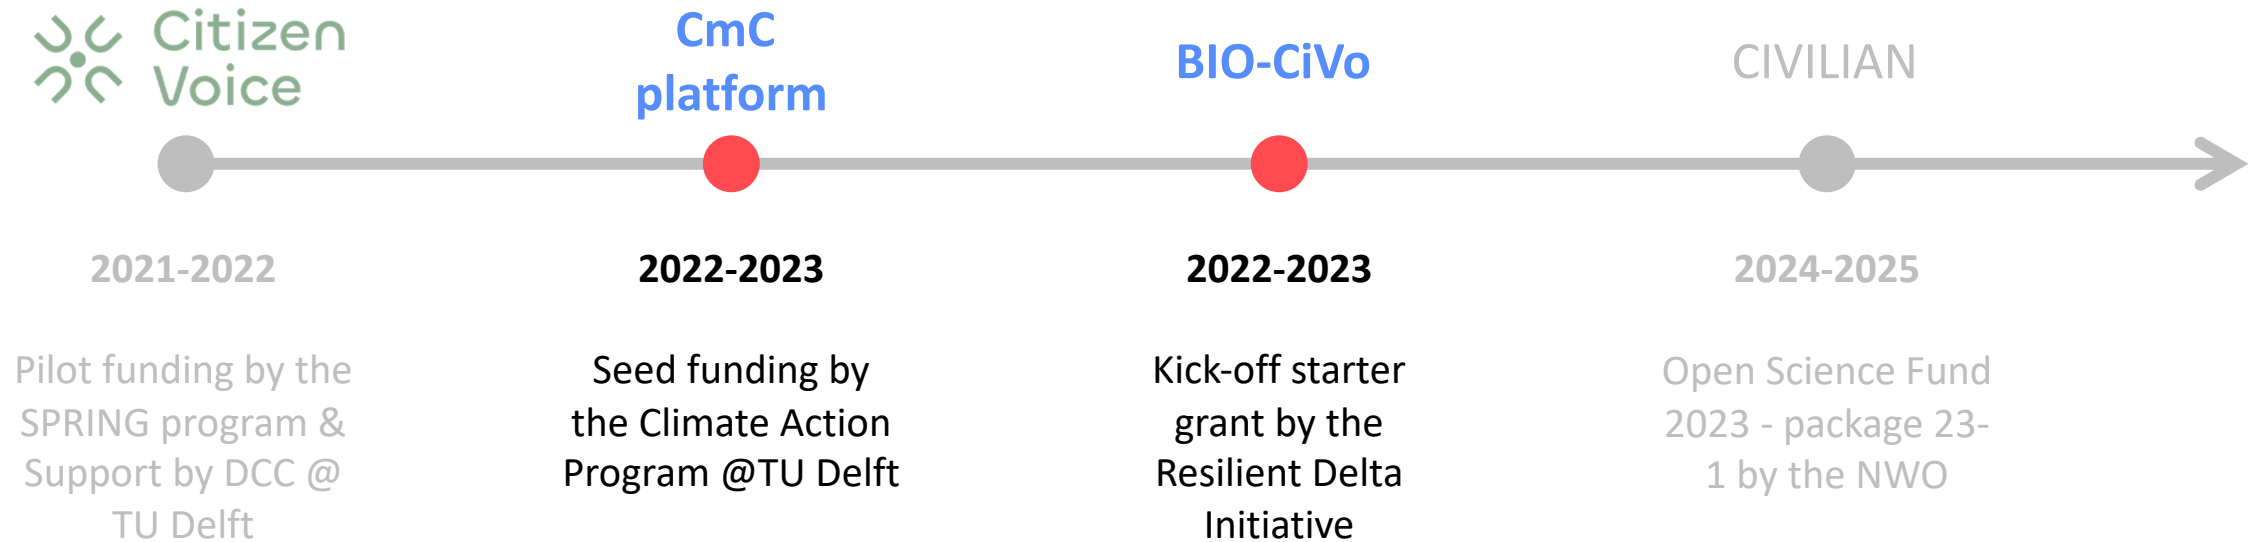 Citizen
Voice
CmC
platform
BIO-CiVo
CIVILIAN
2021-2022
2022-2023
2022-2023
2024-2025
Pilot funding by the
SPRING program &
Support by DCC @
TU Delft
Seed funding by
the Climate Action
Program @TU Delft
Kick-off starter
grant by the
Resilient Delta
Initiative
Open Science Fund
2023 - package 23-
1 by the NWO